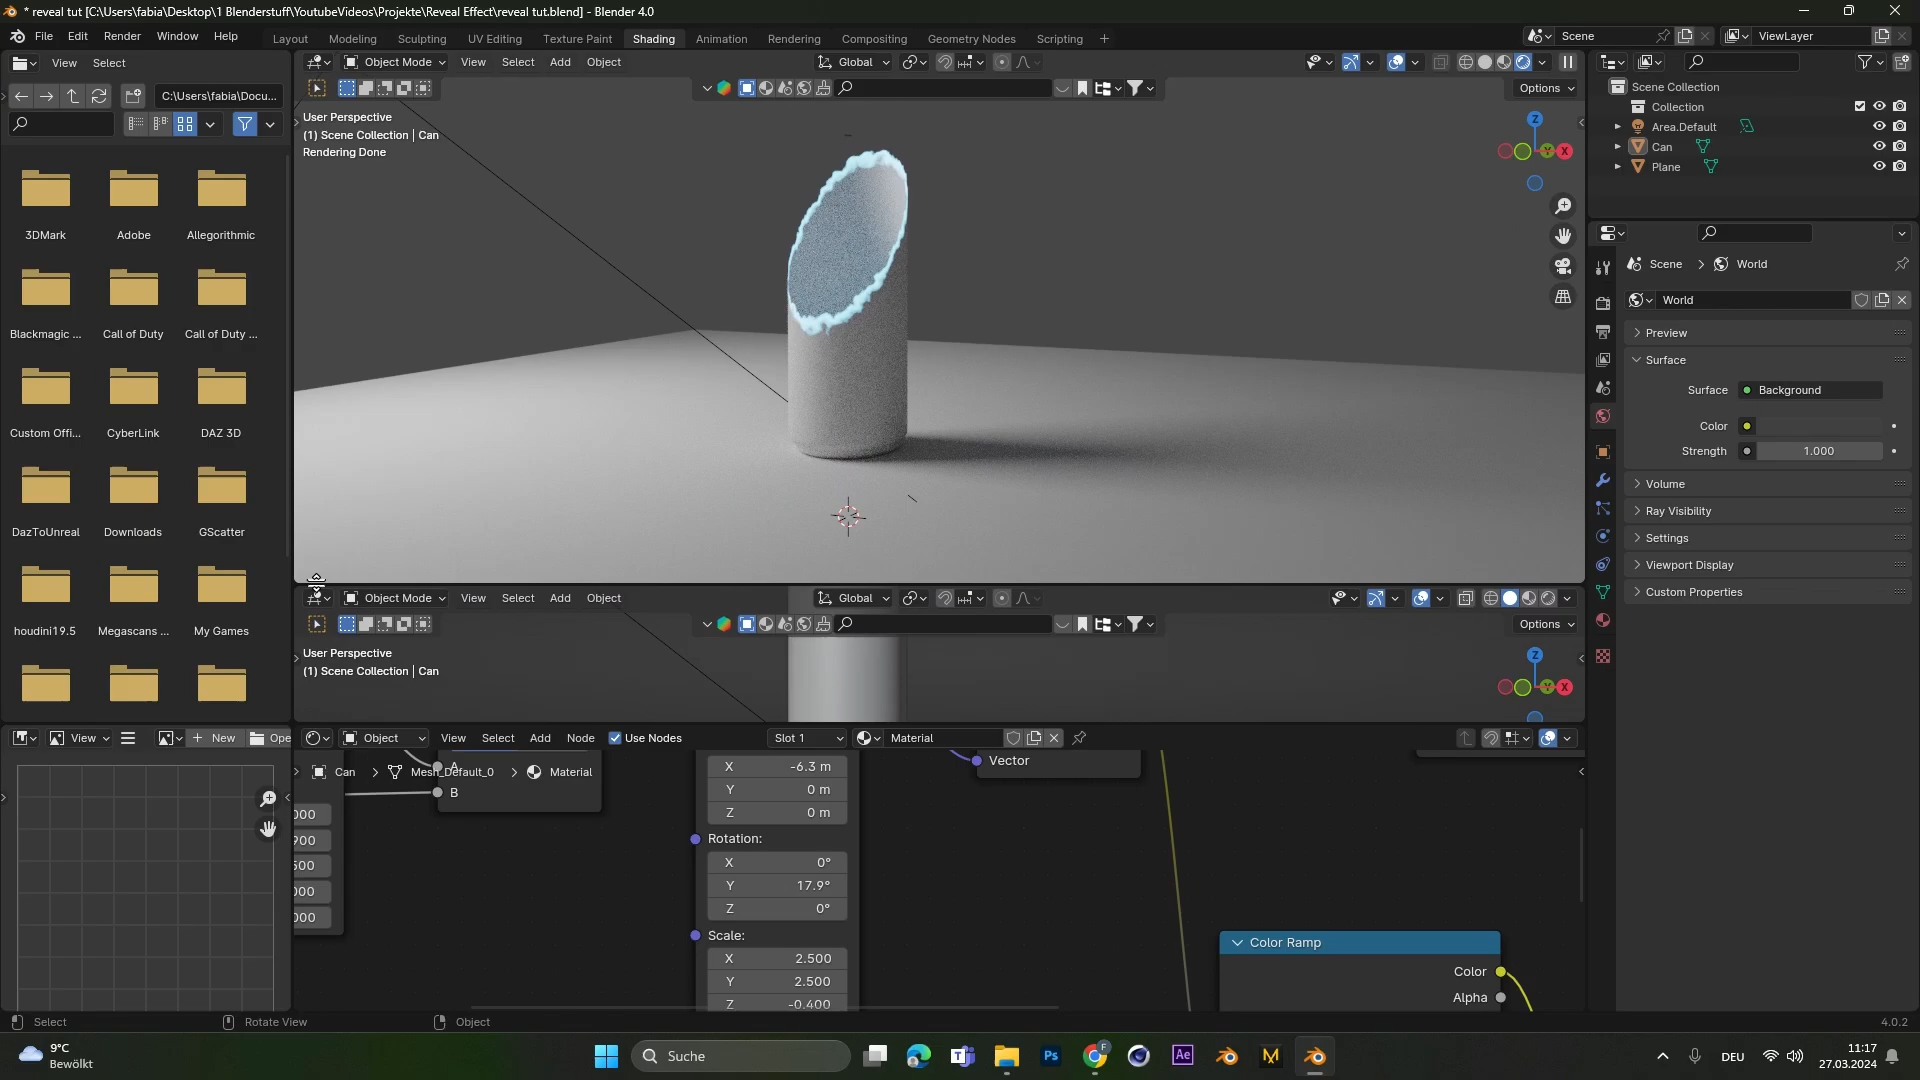 * reveal tut [C:\Users\fabia\Desktop\1 Blenderstuff\YoutubeVideos\Projekte\Reveal Effect\reveal tut.blend] - Blender 4.0
File Edit Render Window Help
Layout Modeling Sculpting UV Editing Texture Paint Shading Animation Rendering Compositing Geometry Nodes Scripting +
Scene
ViewLayer
View Select
C:\Users\fabia\Docu...
3DMark Adobe Allegorithmic
Blackmagic ... Call of Duty Call of Duty ...
Custom Offi... CyberLink DAZ 3D
DazToUnreal Downloads GScatter
houdini19.5 Megascans ... My Games
Object Mode View Select Add Object
Global
Options
User Perspective
(1) Scene Collection | Can
Rendering Done
Z
Y
X
Object Mode View Select Add Object
Global
Options
User Perspective
(1) Scene Collection | Can
Z
Y
X
Scene Collection
Collection
Area.Default
Can
Plane
Scene > World
World
Preview
Surface
Surface Background
Color
Strength 1.000
Volume
Ray Visibility
Settings
Viewport Display
Custom Properties
View
+ New
Ope
Object View Select Add Node Use Nodes
Slot 1
Material
Can > Mesh_Default_0 > Material
A
B
000
900
500
000
000
X -6.3 m
Y 0 m
Z 0 m
Rotation:
X 0°
Y 17.9°
Z 0°
Scale:
X 2.500
Y 2.500
Z -0.400
Vector
Color Ramp
Color
Alpha
Select
Rotate View
Object
4.0.2
9°C
Bewölkt
Suche
DEU
11:17
27.03.2024